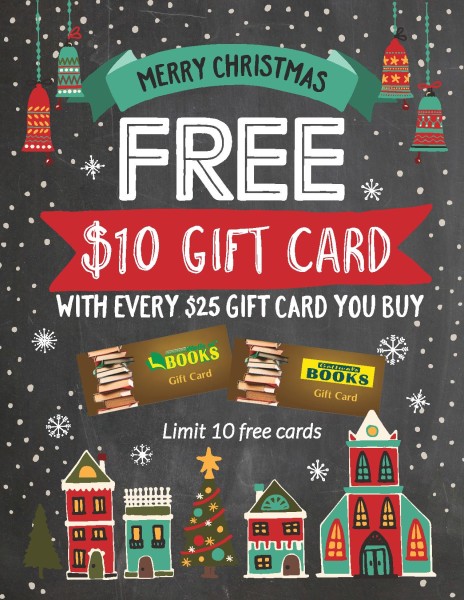 MERRY CHRISTMAS
FREE
$10 GIFT CARD
WITH EVERY $25 GIFT CARD YOU BUY
BOOKS
Gift Card
Gottwals
BOOKS
Gift Card
Limit 10 free cards